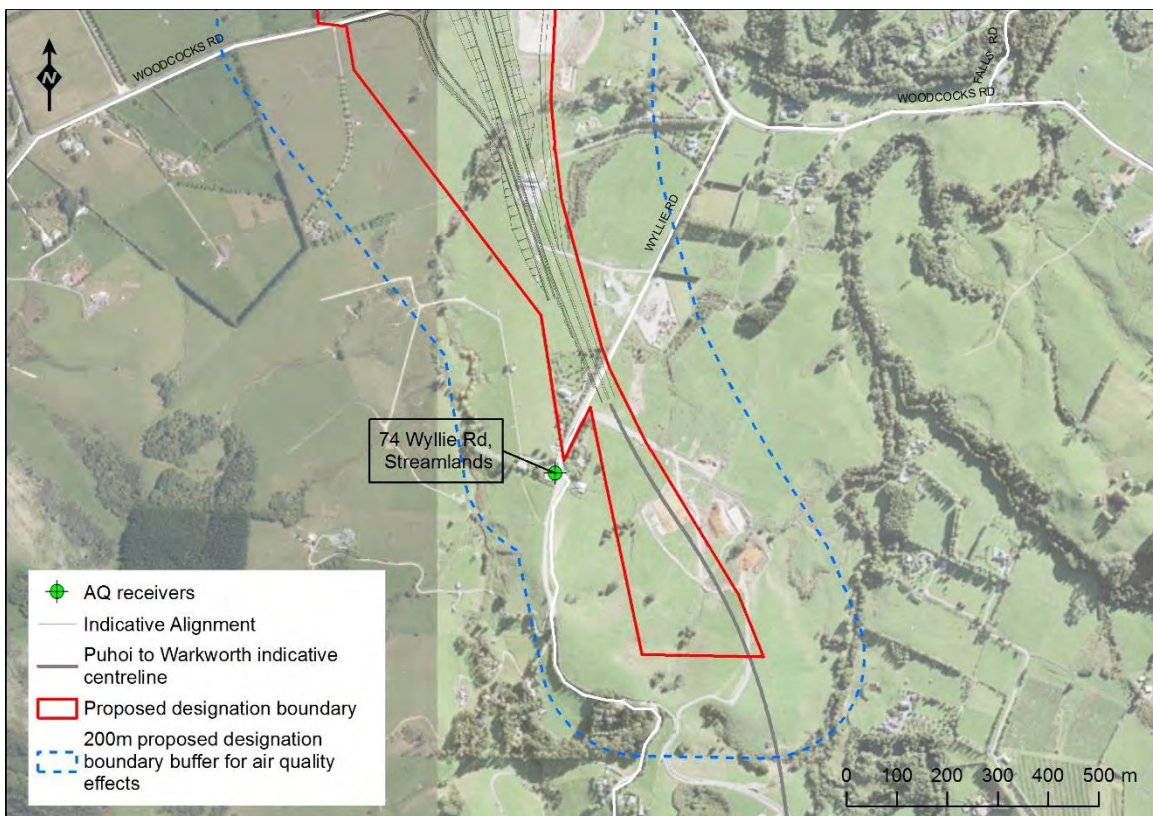 N
WOODCOCKS RD
FALLS RD
WOODCOCKS RD
WYLLIE RD
74 Wyllie Rd,
Streamlands
AQ receivers
Indicative Alignment
Puhoi to Warkworth indicative
centreline
Proposed designation boundary
200m proposed designation
boundary buffer for air quality
effects
0 100 200 300 400 500 m